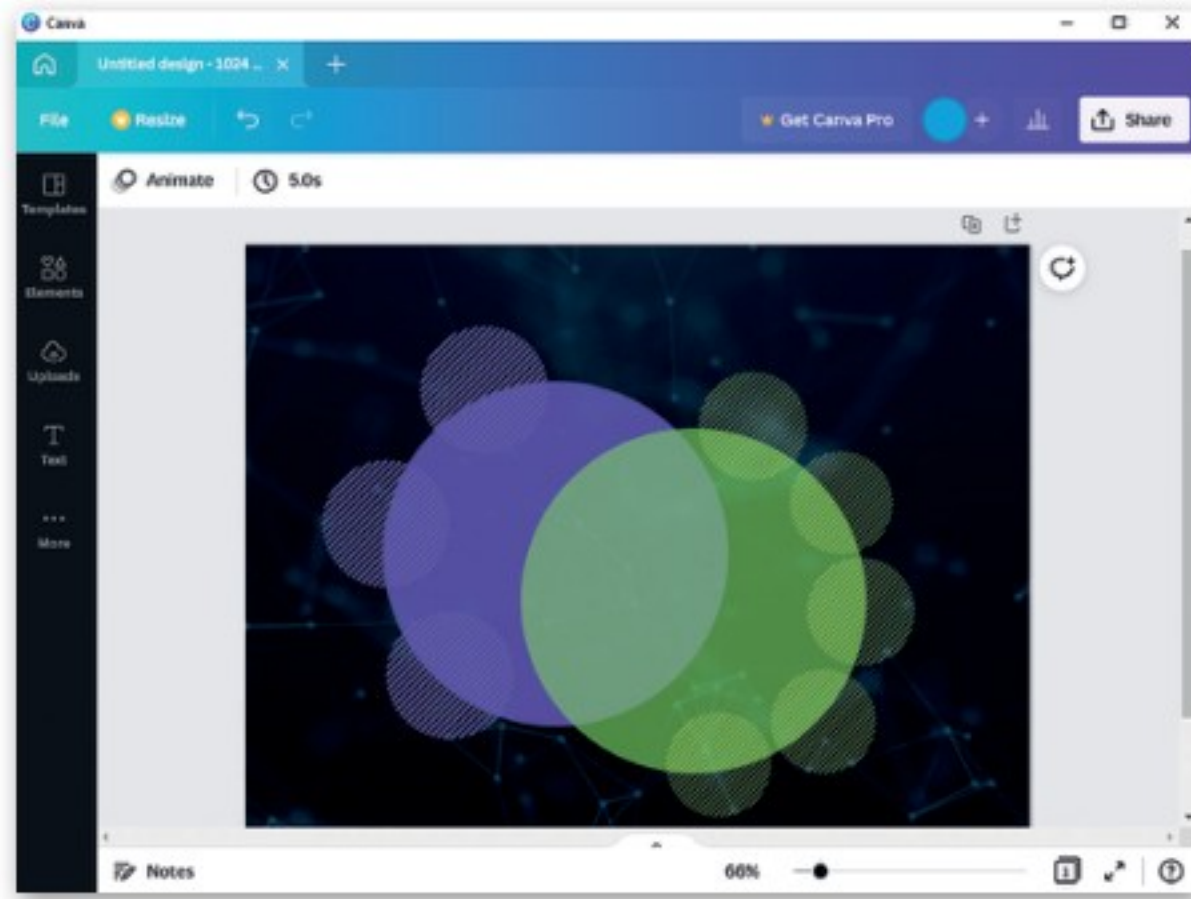 Canva
Untitled design - 1024 ...
File
Resize
Get Canva Pro
Share
Animate
5.0s
Templates
Elements
Uploads
Text
More
Notes
66%
1